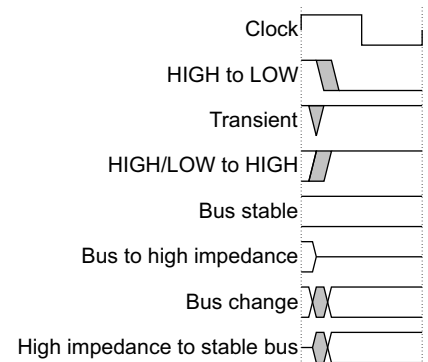 Clock
HIGH to LOW
Transient
HIGH/LOW to HIGH
Bus stable
Bus to high impedance
Bus change
High impedance to stable bus